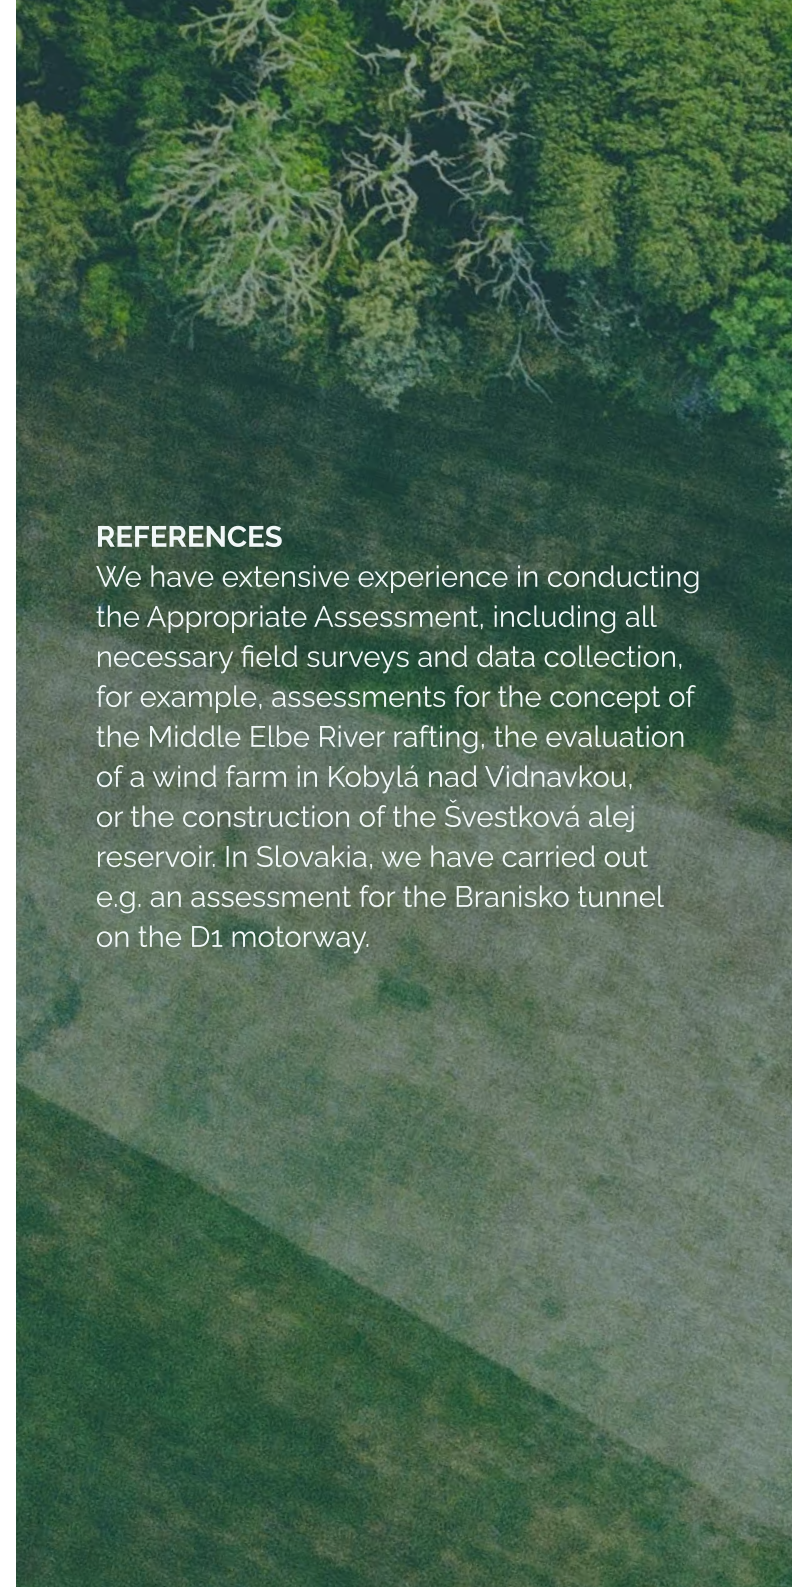 REFERENCES
We have extensive experience in conducting
the Appropriate Assessment, including all
necessary field surveys and data collection,
for example, assessments for the concept of
the Middle Elbe River rafting, the evaluation
of a wind farm in Kobylá nad Vidnavkou,
or the construction of the Švestková alej
reservoir. In Slovakia, we have carried out
e.g. an assessment for the Branisko tunnel
on the D1 motorway.